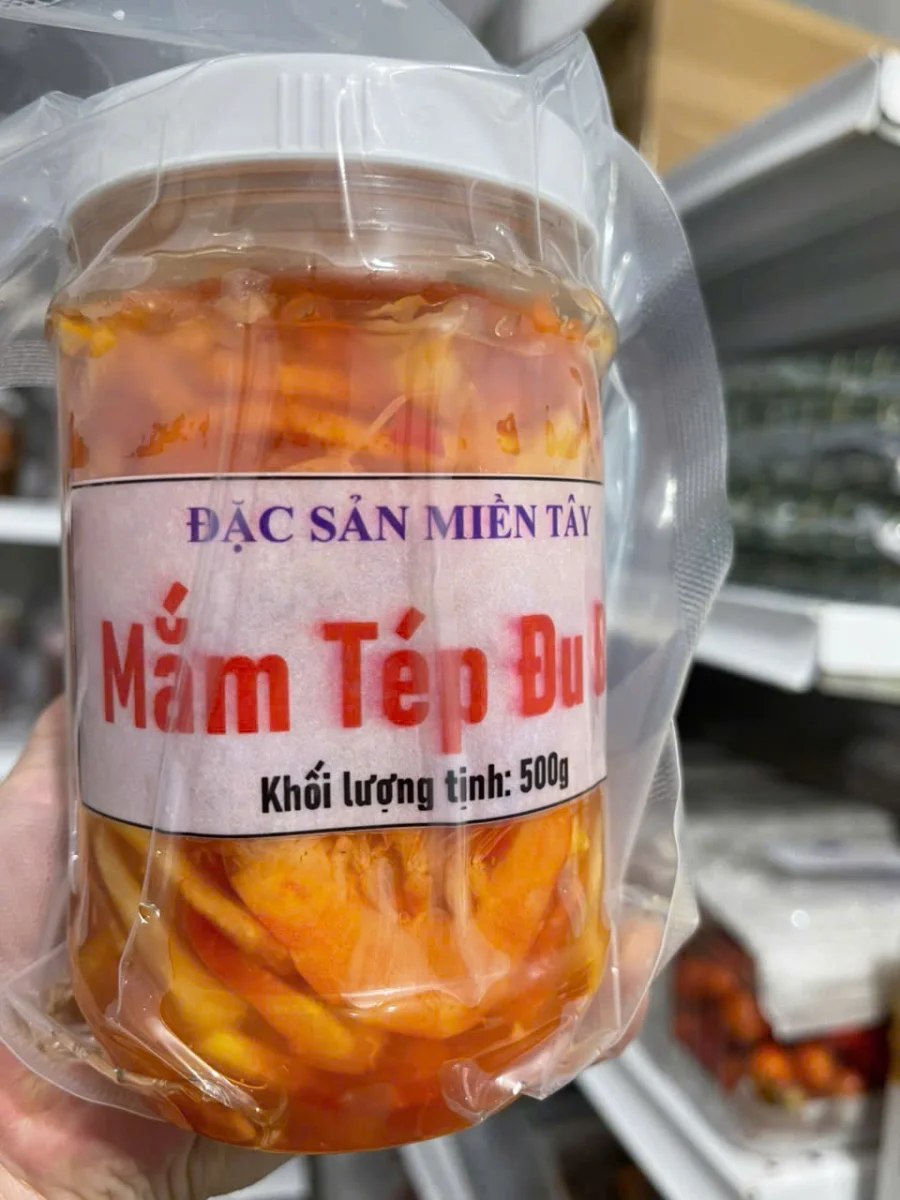 ĐẶC SẢN MIỀN TÂY
Mắm Tép Đu
Khối lượng tịnh: 500g